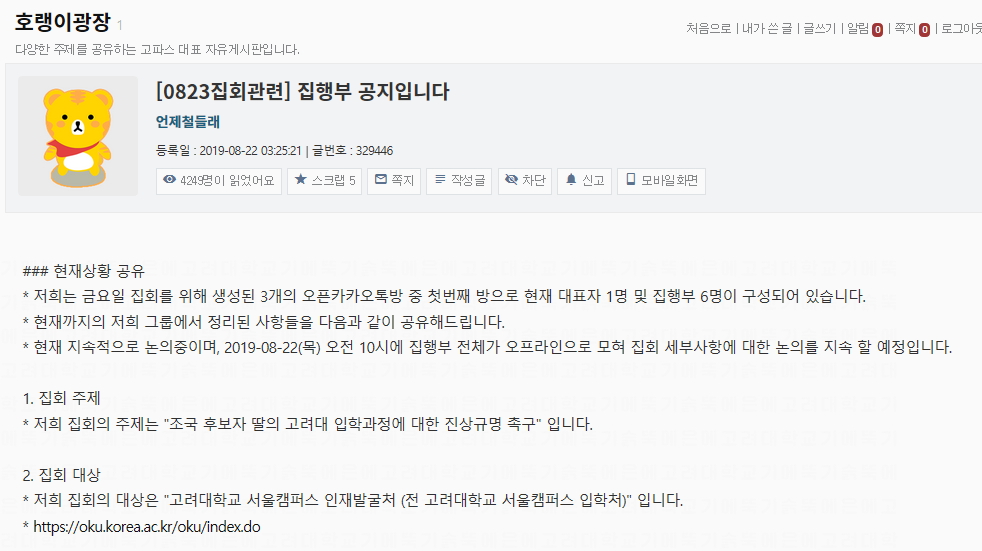 호랭이광장 1
처음으로 | 내가 쓴 글 | 글쓰기 | 알림 0 | 쪽지 0 | 로그아웃
다양한 주제를 공유하는 고파스 대표 자유게시판입니다.
[0823집회관련] 집행부 공지입니다
언제철들래
등록일 : 2019-08-22 03:25:21 | 글번호 : 329446
4249명이 읽었어요 스크랩 5 쪽지 작성글 차단 신고 모바일화면
### 현재상황 공유
* 저희는 금요일 집회를 위해 생성된 3개의 오픈카카오톡방 중 첫번째 방으로 현재 대표자 1명 및 집행부 6명이 구성되어 있습니다.
* 현재까지의 저희 그룹에서 정리된 사항들을 다음과 같이 공유해드립니다.
* 현재 지속적으로 논의중이며, 2019-08-22(목) 오전 10시에 집행부 전체가 오프라인으로 모혀 집회 세부사항에 대한 논의를 지속 할 예정입니다.
1. 집회 주제
* 저희 집회의 주제는 "조국 후보자 딸의 고려대 입학과정에 대한 진상규명 촉구" 입니다.
2. 집회 대상
* 저희 집회의 대상은 "고려대학교 서울캠퍼스 인재발굴처 (전 고려대학교 서울캠퍼스 입학처)" 입니다.
* https://oku.korea.ac.kr/oku/index.do